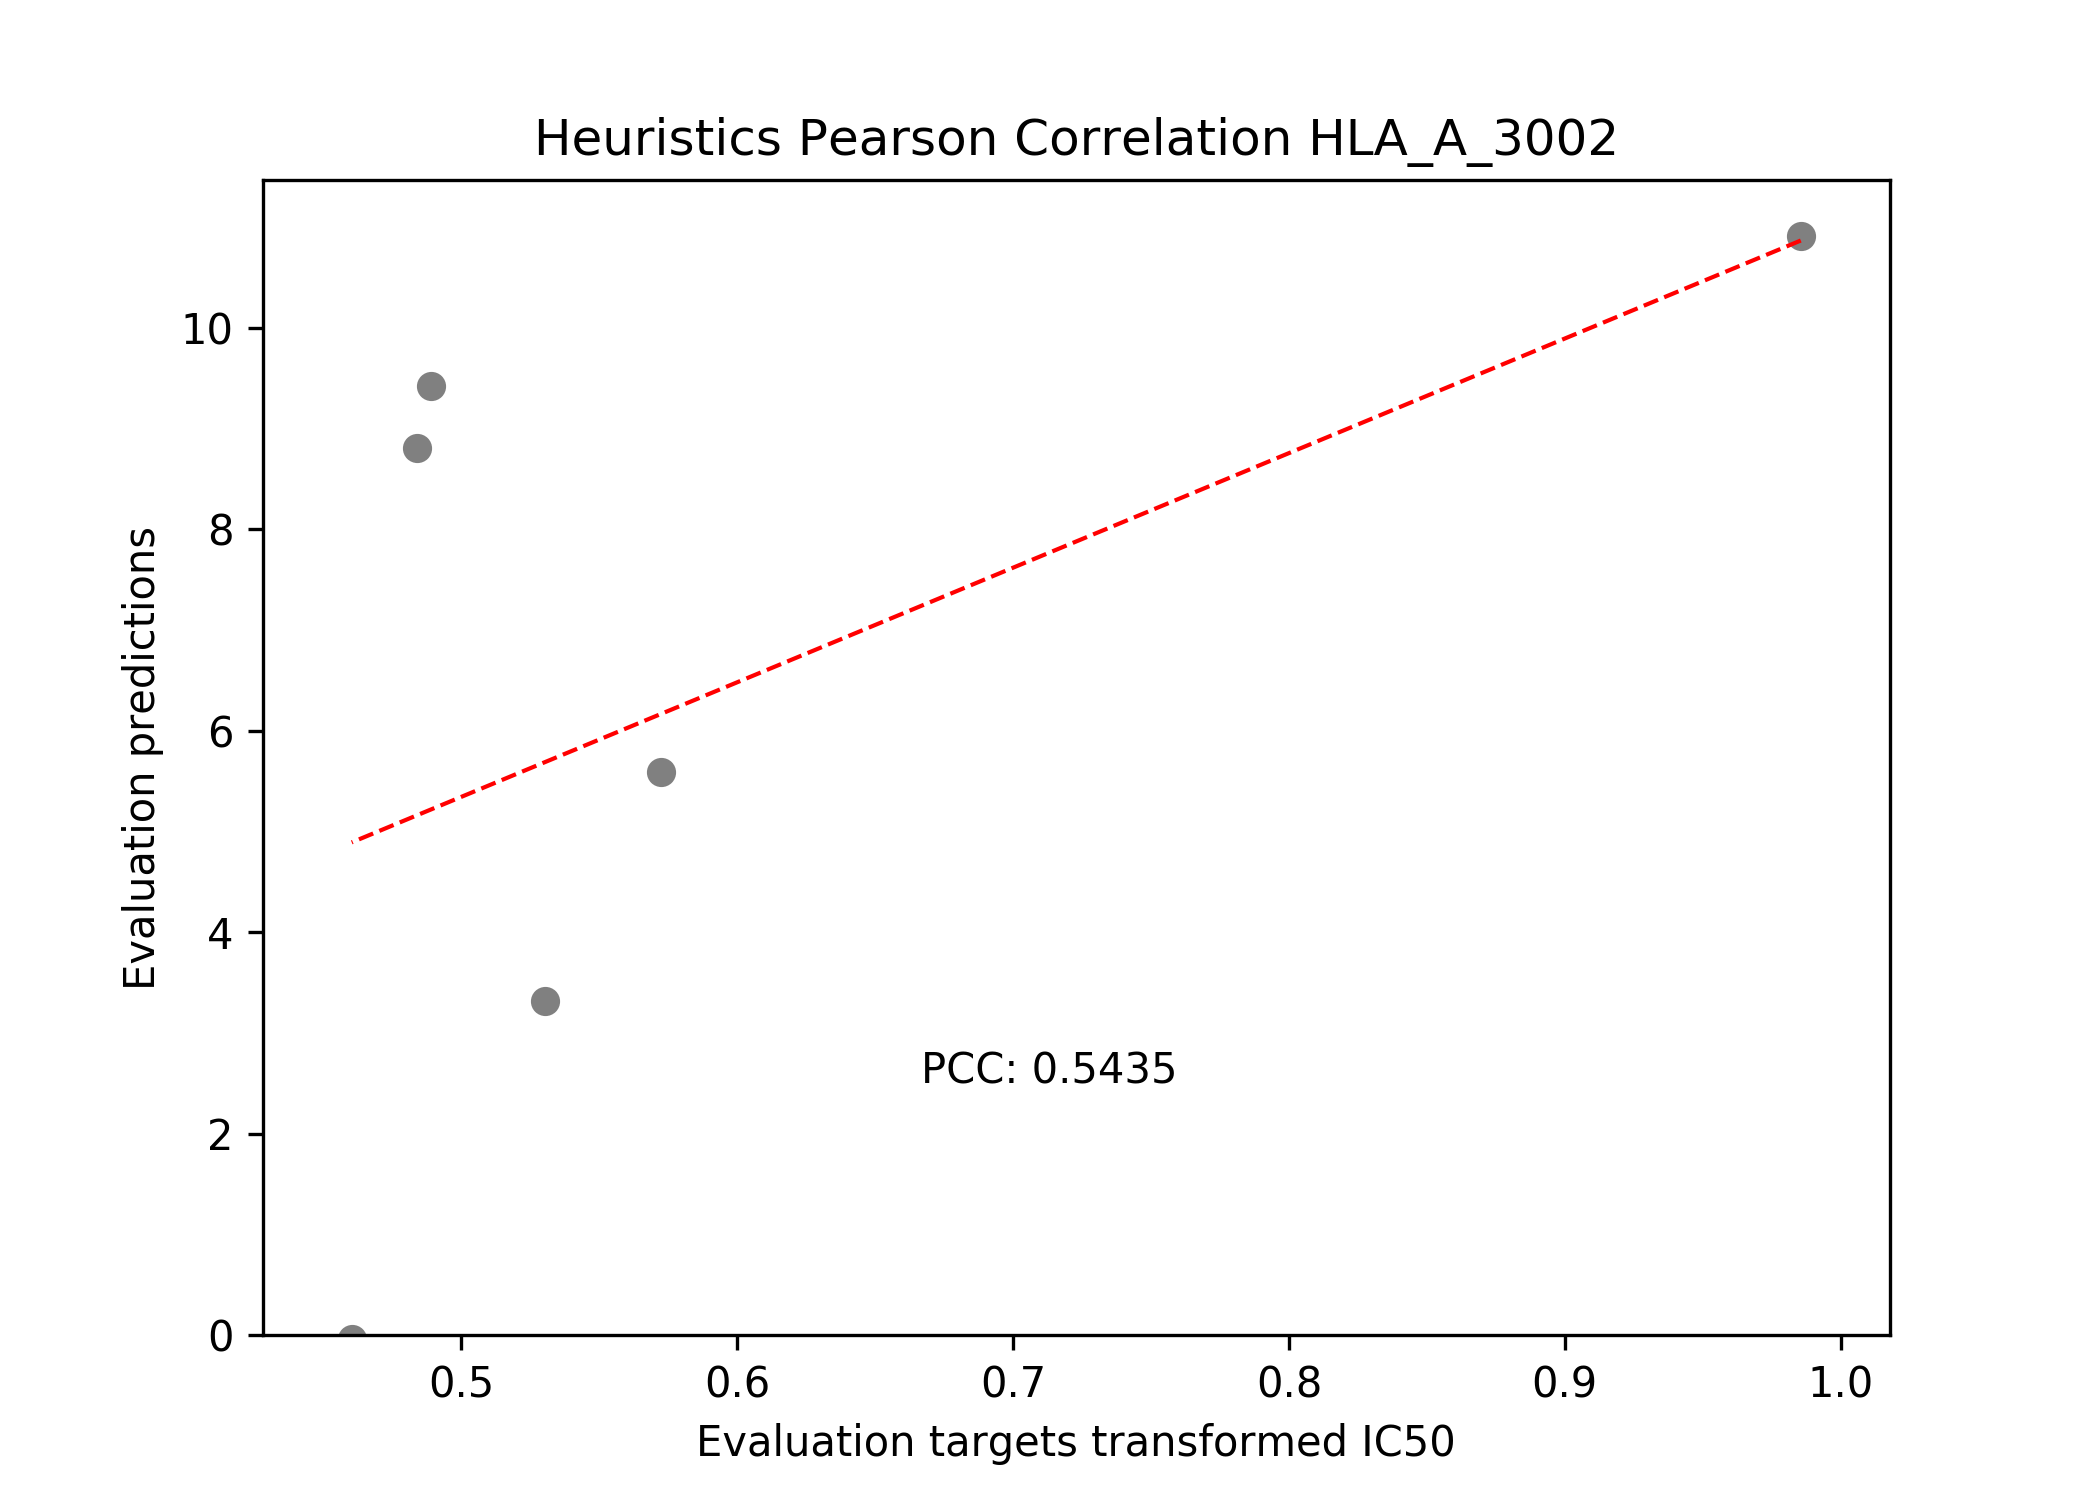 Heuristics Pearson Correlation HLA_A_3002
10
8
6
4
2
0
Evaluation predictions
PCC: 0.5435
0.5 0.6 0.7 0.8 0.9 1.0
Evaluation targets transformed IC50